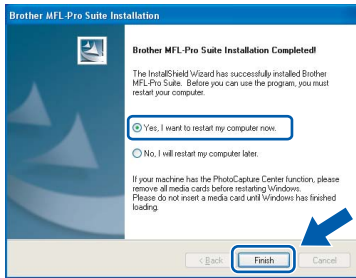 Brother MFL-Pro Suite Installation
Brother MFL-Pro Suite Installation Completed!
The InstallShield Wizard has successfully installed Brother
MFL-Pro Suite. Before you can use the program, you must
restart your computer.
Yes, I want to restart my computer now.
No, I will restart my computer later.
If your machine has the PhotoCapture Center function, please
remove all media cards before restarting Windows.
Please do not insert a media card until Windows has finished
loading.
< Back Finish Cancel